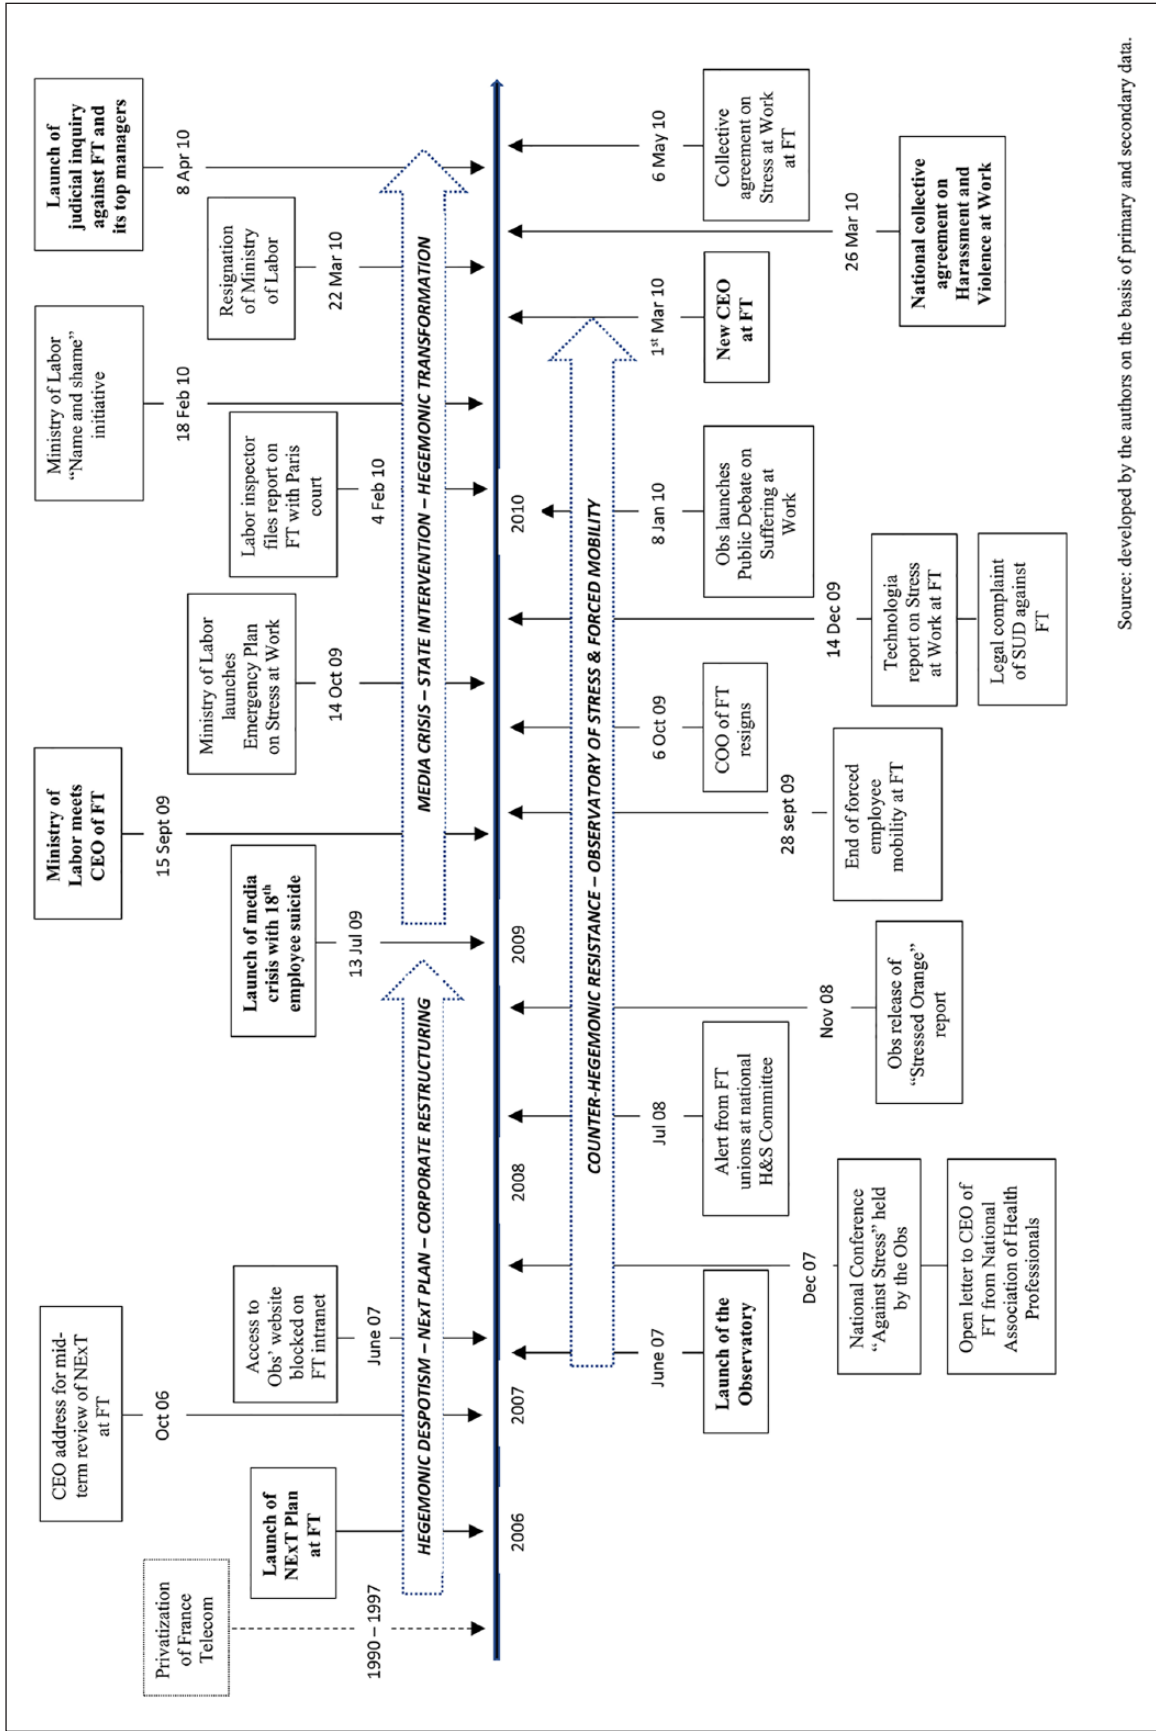 Privatization
of France
Telecom
1990 – 1997
Launch of
NExT Plan
at FT
2006
CEO address for mid-
term review of NExT
at FT
Oct 06
2007
Access to
Obs’ website
blocked on
FT intranet
June 07
HEGEMONIC DESPOTISM – NExT PLAN – CORPORATE RESTRUCTURING
2008
Launch of media
crisis with 18th
employee suicide
13 Jul 09
2009
Ministry of
Labor meets
CEO of FT
15 Sept 09
Ministry of Labor
launches
Emergency Plan
on Stress at Work
14 Oct 09
MEDIA CRISIS – STATE INTERVENTION – HEGEMONIC TRANSFORMATION
2010
Labor inspector
files report on
FT with Paris
court
4 Feb 10
Ministry of Labor
“Name and shame”
initiative
18 Feb 10
Resignation
of Ministry
of Labor
22 Mar 10
Launch of
judicial inquiry
against FT and
its top managers
8 Apr 10
COUNTER-HEGEMONIC RESISTANCE – OBSERVATORY OF STRESS & FORCED MOBILITY
June 07
Launch of the
Observatory
Dec 07
National Conference
“Against Stress” held
by the Obs
Open letter to CEO of
FT from National
Association of Health
Professionals
Jul 08
Alert from FT
unions at national
H&S Committee
Nov 08
Obs release of
“Stressed Orange”
report
28 sept 09
End of forced
employee
mobility at FT
6 Oct 09
COO of FT
resigns
14 Dec 09
Technologia
report on Stress
at Work at FT
Legal complaint
of SUD against
FT
8 Jan 10
Obs launches
Public Debate on
Suffering at
Work
1st Mar 10
New CEO
at FT
26 Mar 10
National collective
agreement on
Harassment and
Violence at Work
6 May 10
Collective
agreement on
Stress at Work
at FT
Source: developed by the authors on the basis of primary and secondary data.